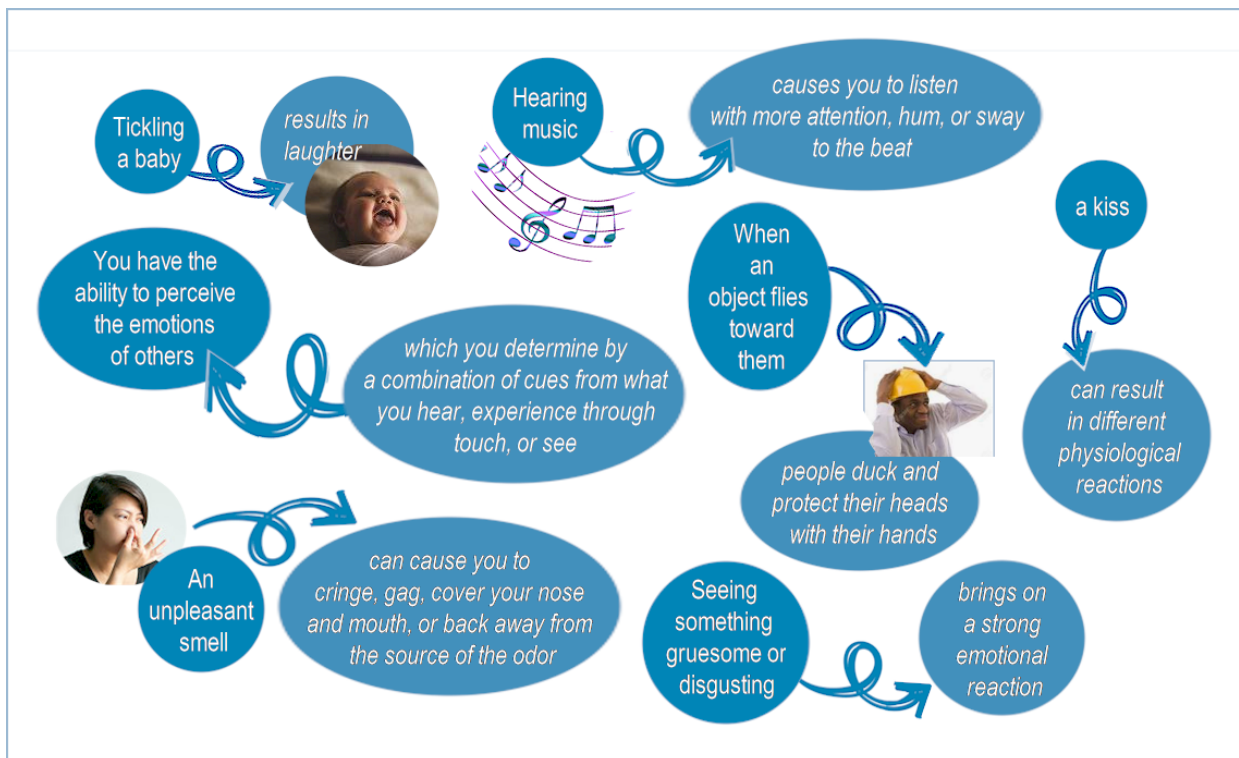 Tickling
a baby
results in
laughter
Hearing
music
causes you to listen
with more attention, hum, or sway
to the beat
a kiss
can result
in different
physiological
reactions
When
an
object flies
toward
them
people duck and
protect their heads
with their hands
You have the
ability to perceive
the emotions
of others
which you determine by
a combination of cues from what
you hear, experience through
touch, or see
An
unpleasant
smell
can cause you to
cringe, gag, cover your nose
and mouth, or back away from
the source of the odor
Seeing
something
gruesome or
disgusting
brings on
a strong
emotional
reaction